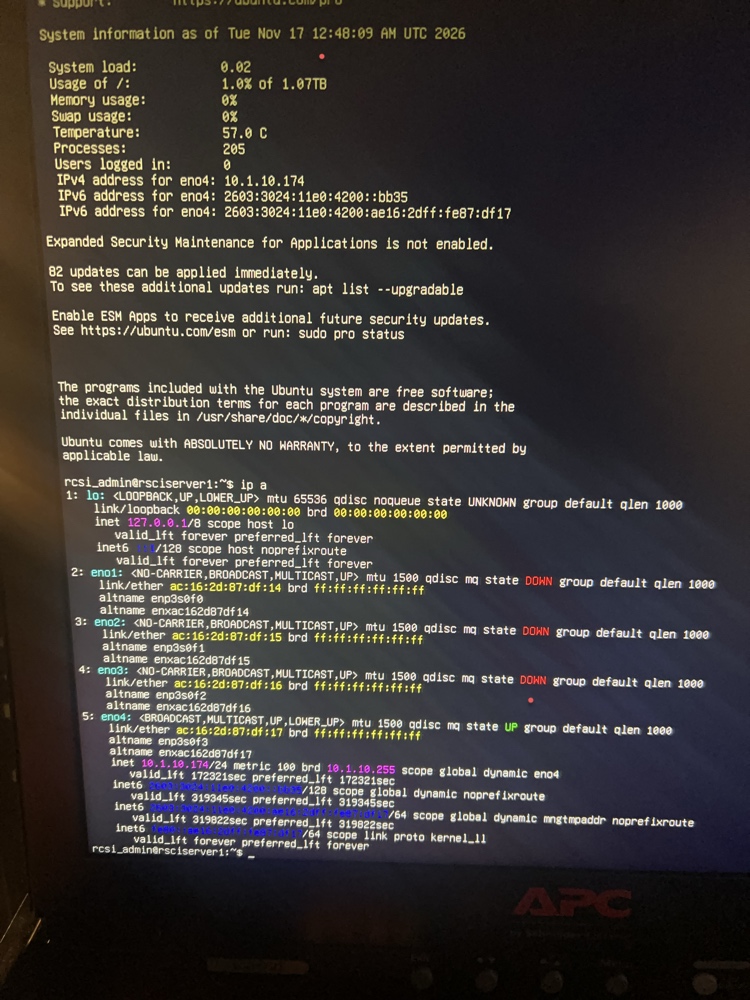 * Support: https://ubuntu.com/pro
System information as of Tue Nov 17 12:48:09 AM UTC 2026
System load: 0.02
Usage of /: 1.0% of 1.07TB
Memory usage: 0%
Swap usage: 0%
Temperature: 57.0 C
Processes: 205
Users logged in: 0
IPv4 address for eno4: 10.1.10.174
IPv6 address for eno4: 2603:3024:11e0:4200::bb35
IPv6 address for eno4: 2603:3024:11e0:4200:ae16:2dff:fe87:df17
Expanded Security Maintenance for Applications is not enabled.
82 updates can be applied immediately.
To see these additional updates run: apt list --upgradable
Enable ESM Apps to receive additional future security updates.
See https://ubuntu.com/esm or run: sudo pro status
The programs included with the Ubuntu system are free software;
the exact distribution terms for each program are described in the
individual files in /usr/share/doc/*/copyright.
Ubuntu comes with ABSOLUTELY NO WARRANTY, to the extent permitted by
applicable law.
rcsi_admin@rsciserver1:~$ ip a
1: lo: <LOOPBACK,UP,LOWER_UP> mtu 65536 qdisc noqueue state UNKNOWN group default qlen 1000
link/loopback 00:00:00:00:00:00 brd 00:00:00:00:00:00
inet 127.0.0.1/8 scope host lo
valid_lft forever preferred_lft forever
inet6 /128 scope host noprefixroute
valid_lft forever preferred_lft forever
2: eno1: <NO-CARRIER,BROADCAST,MULTICAST,UP> mtu 1500 qdisc mq state DOWN group default qlen 1000
link/ether ac:16:2d:87:df:14 brd ff:ff:ff:ff:ff:ff
altname enp3s0f0
altname enxac162d87df14
3: eno2: <NO-CARRIER,BROADCAST,MULTICAST,UP> mtu 1500 qdisc mq state DOWN group default qlen 1000
link/ether ac:16:2d:87:df:15 brd ff:ff:ff:ff:ff:ff
altname enp3s0f1
altname enxac162d87df15
4: eno3: <NO-CARRIER,BROADCAST,MULTICAST,UP> mtu 1500 qdisc mq state DOWN group default qlen 1000
link/ether ac:16:2d:87:df:16 brd ff:ff:ff:ff:ff:ff
altname enp3s0f2
altname enxac162d87df16
5: eno4: <BROADCAST,MULTICAST,UP,LOWER_UP> mtu 1500 qdisc mq state UP group default qlen 1000
link/ether ac:16:2d:87:df:17 brd ff:ff:ff:ff:ff:ff
altname enp3s0f3
altname enxac162d87df17
inet 10.1.10.174/24 metric 100 brd 10.1.10.255 scope global dynamic eno4
valid_lft 172321sec preferred_lft 172321sec
inet6 /128 scope global dynamic noprefixroute
valid_lft 319345sec preferred_lft 319345sec
inet6 /64 scope global dynamic mngtmpaddr noprefixroute
valid_lft 319822sec preferred_lft 319822sec
inet6 /64 scope link proto kernel_ll
valid_lft forever preferred_lft forever
rcsi_admin@rsciserver1:~$ _
APC